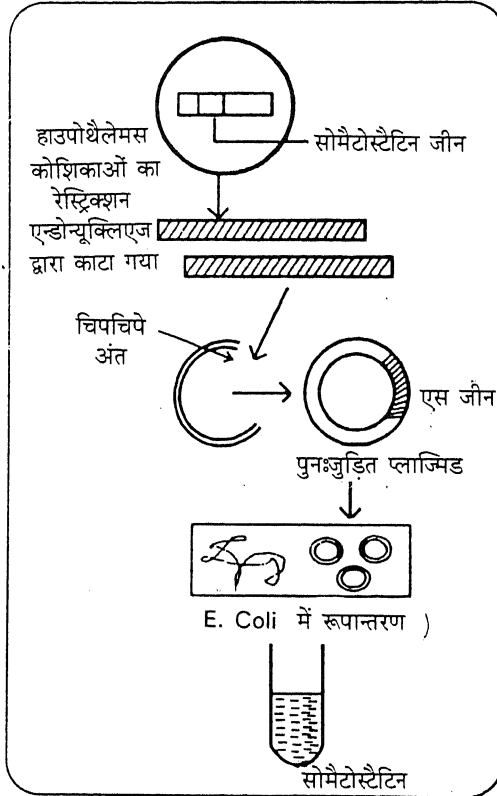 हाउपोथैलेमस
कोशिकाओं का
रेस्ट्रिक्शन
एन्डोन्यूक्लिएज
द्वारा काटा गया
सोमैटोस्टैटिन जीन
चिपचिपे
अंत
एस जीन
पुनःजुड़ित प्लाज्मिड
E. Coli में रूपान्तरण )
सोमैटोस्टैटिन